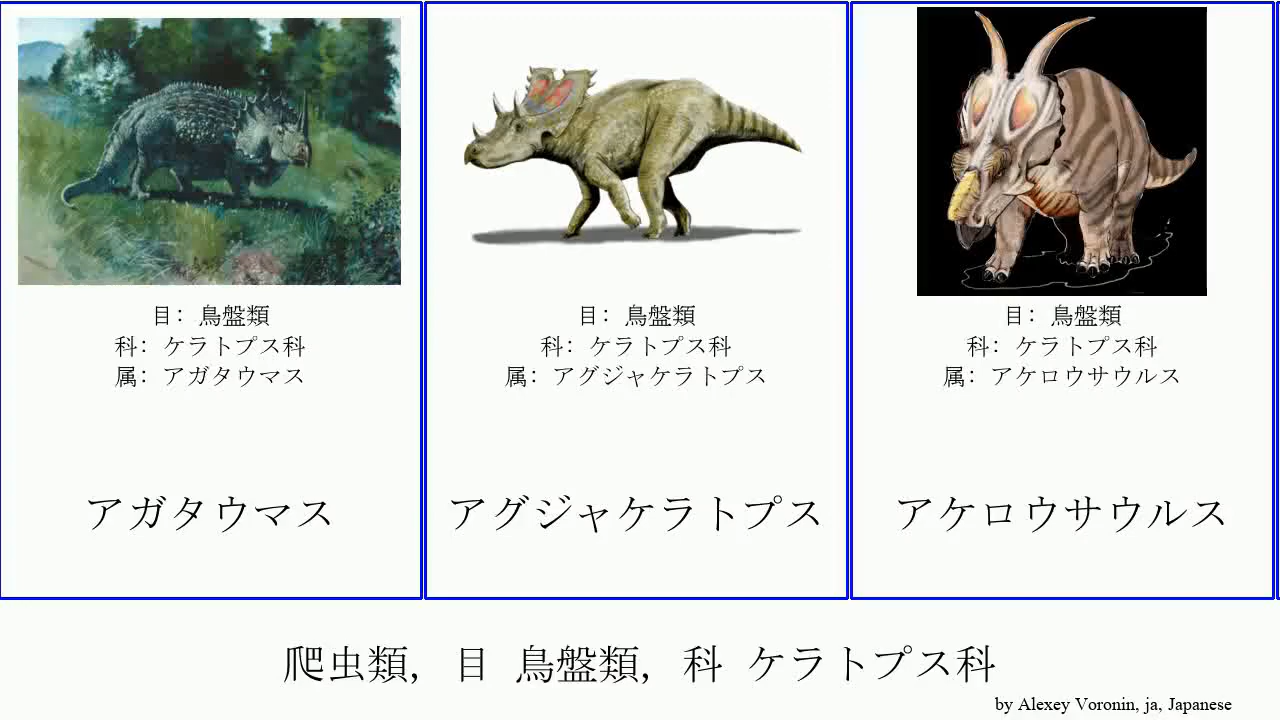 目: 鳥盤類
科: ケラトプス科
属: アガタウマス
アガタウマス
目: 鳥盤類
科: ケラトプス科
属: アグジャケラトプス
アグジャケラトプス
目: 鳥盤類
科: ケラトプス科
属: アケロウサウルス
アケロウサウルス
爬虫類, 目 鳥盤類, 科 ケラトプス科
by Alexey Voronin, ja, Japanese